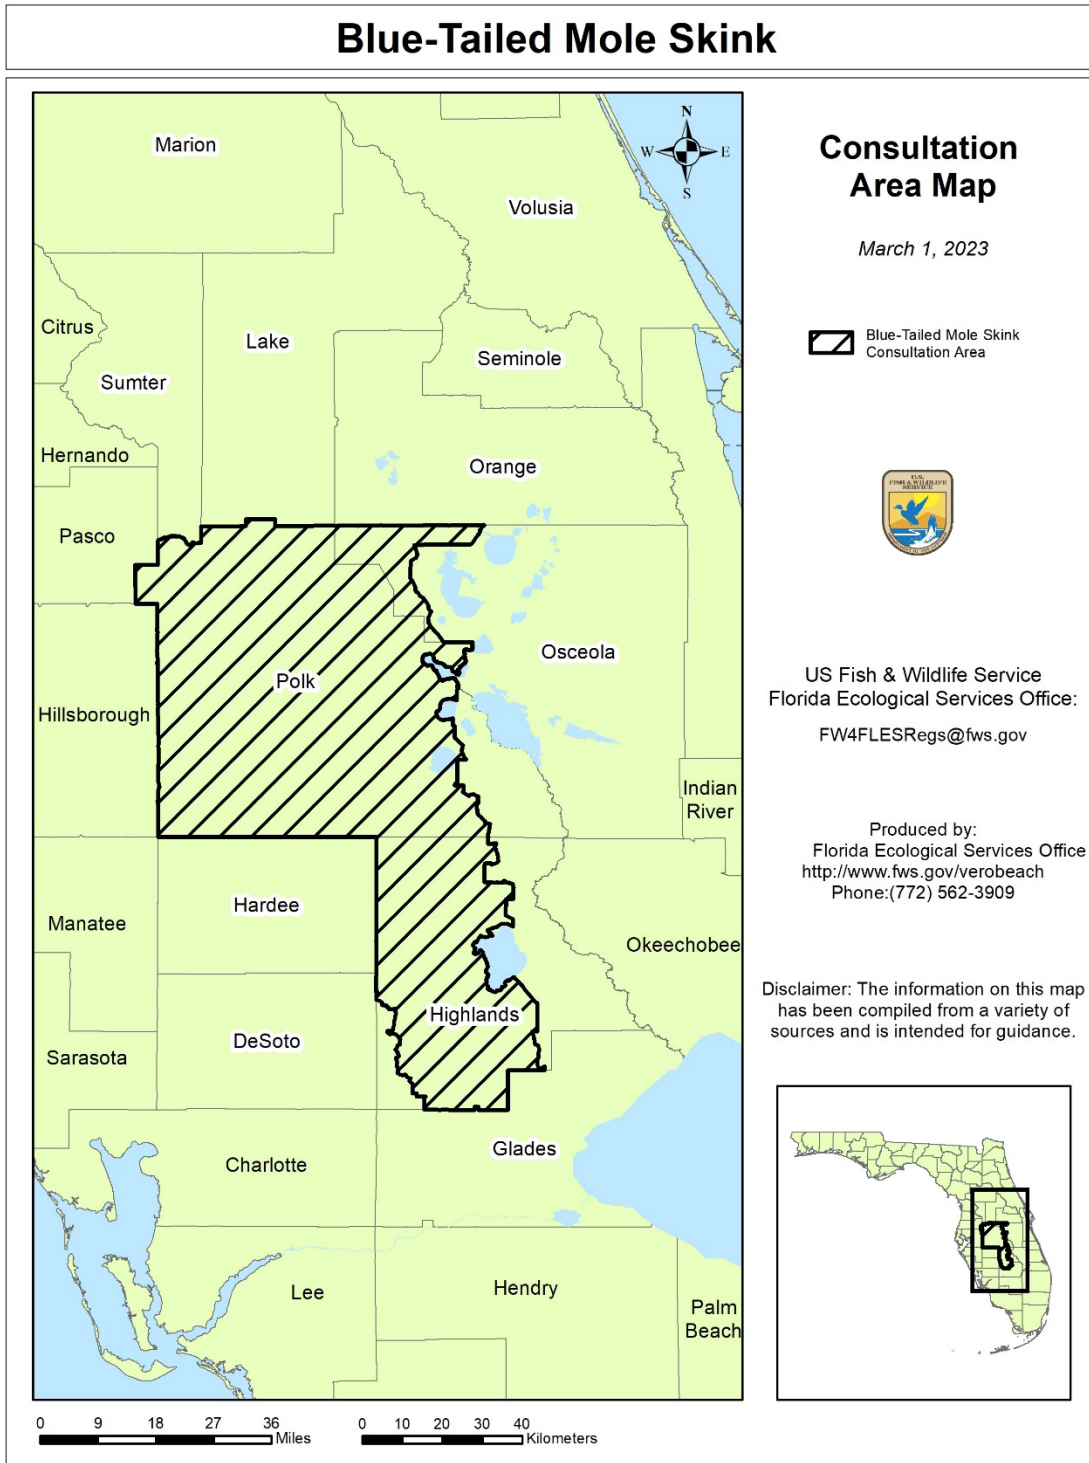 Blue-Tailed Mole Skink
Consultation
Area Map
March 1, 2023
Blue-Tailed Mole Skink
Consultation Area
U.S.
FISH & WILDLIFE
SERVICE
US Fish & Wildlife Service
Florida Ecological Services Office:
FW4FLESRegs@fws.gov
Produced by:
Florida Ecological Services Office
http://www.fws.gov/verobeach
Phone:(772) 562-3909
Disclaimer: The information on this map
has been compiled from a variety of
sources and is intended for guidance.
N
W
E
S
Marion
Volusia
Citrus
Lake
Seminole
Sumter
Hernando
Orange
Pasco
Osceola
Polk
Hillsborough
Indian
River
Hardee
Manatee
Okeechobee
Highlands
DeSoto
Sarasota
Glades
Charlotte
Lee
Hendry
Palm
Beach
0 9 18 27 36
Miles
0 10 20 30 40
Kilometers